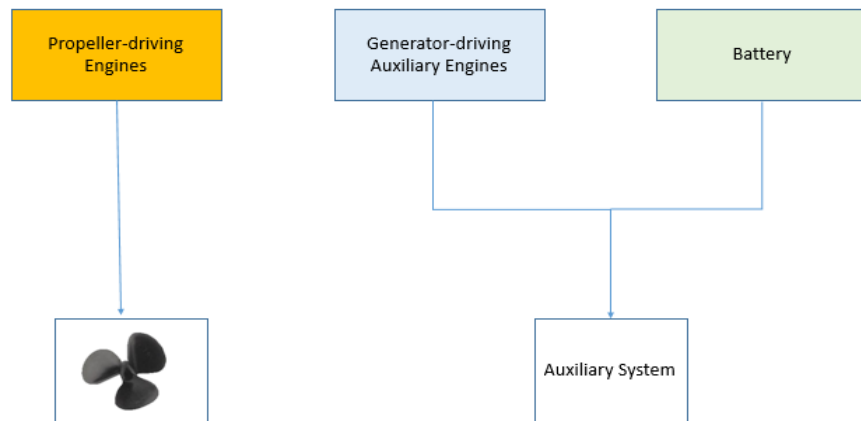 Propeller-driving
Engines
Generator-driving
Auxiliary Engines
Battery
Auxiliary System